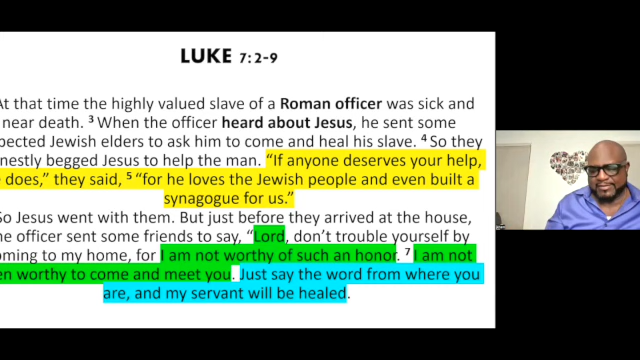 LUKE 7:2-9
At that time the highly valued slave of a Roman officer was sick and
near death. ³ When the officer heard about Jesus, he sent some
pected Jewish elders to ask him to come and heal his slave. ⁴ So they
nestly begged Jesus to help the man. “If anyone deserves your help,
does,” they said, ⁵ “for he loves the Jewish people and even built a
synagogue for us.”
So Jesus went with them. But just before they arrived at the house,
he officer sent some friends to say, “Lord, don’t trouble yourself by
oming to my home, for I am not worthy of such an honor. ⁷ I am not
en worthy to come and meet you. Just say the word from where you
are, and my servant will be healed.